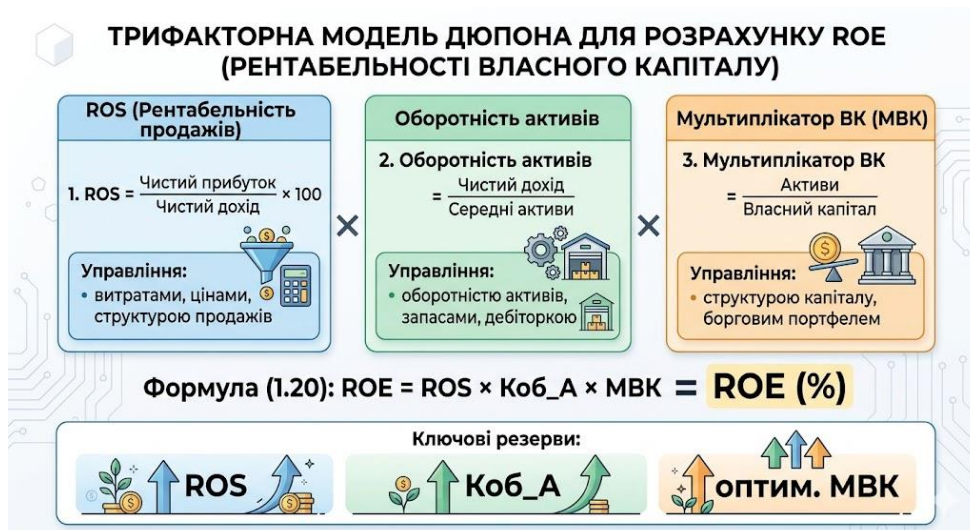 ТРИФАКТОРНА МОДЕЛЬ ДЮПОНА ДЛЯ РОЗРАХУНКУ ROE
(РЕНТАБЕЛЬНОСТІ ВЛАСНОГО КАПІТАЛУ)
ROS (Рентабельність
продажів)
1. ROS = Чистий прибуток / Чистий дохід × 100
Управління:
• витратами, цінами,
структурою продажів
×
Оборотність активів
2. Оборотність активів
= Чистий дохід / Середні активи
Управління:
• оборотністю активів,
запасами, дебіторкою
×
Мультиплікатор ВК (МВК)
3. Мультиплікатор ВК
= Активи / Власний капітал
Управління:
• структурою капіталу,
борговим портфелем
Формула (1.20): ROE = ROS × Коб_А × МВК = ROE (%)
Ключові резерви:
ROS
Коб_А
оптим. МВК